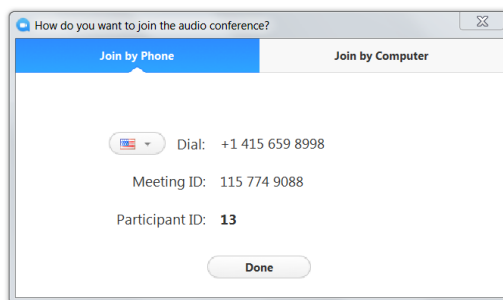 How do you want to join the audio conference?
Join by Phone Join by Computer
Dial: +1 415 659 8998
Meeting ID: 115 774 9088
Participant ID: 13
Done